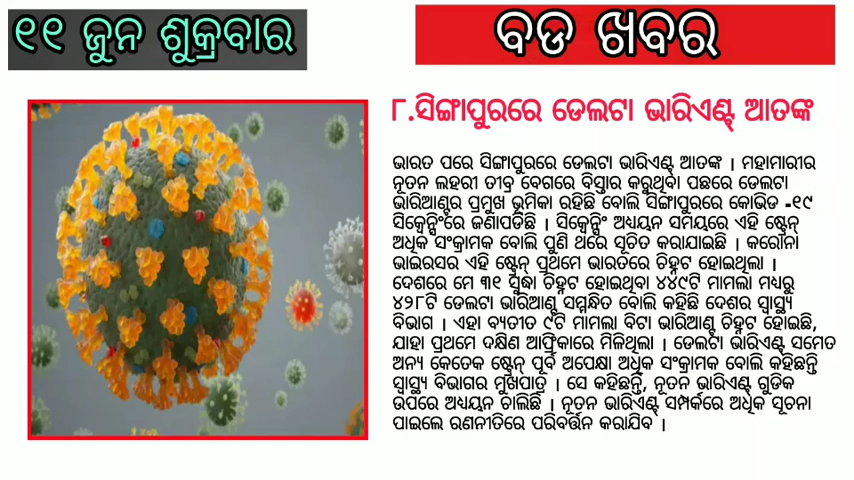 ୧୧ ଜୁନ ଶୁକ୍ରବାର
ବଡ ଖବର
୮.ସିଙ୍ଗାପୁରରେ ଡେଲଟା ଭାରିଏଣ୍ଟ୍ ଆତଙ୍କ
ଭାରତ ପରେ ସିଙ୍ଗାପୁରରେ ଡେଲଟା ଭାରିଏଣ୍ଟ୍ ଆତଙ୍କ । ମହାମାରୀର
ନୂତନ ଲହରୀ ତୀବ୍ର ବେଗରେ ବିସ୍ତାର କରୁଥିବା ପଛରେ ଡେଲଟା
ଭାରିଆଣ୍ଟର ପ୍ରମୁଖ ଭୂମିକା ରହିଛି ବୋଲି ସିଙ୍ଗାପୁରରେ କୋଭିଡ -୧୯
ସିକ୍ୱେନ୍ସିଂରେ ଜଣାପଡିଛି । ସିକ୍ୱେନ୍ସିଂ ଅଧ୍ୟୟନ ସମୟରେ ଏହି ଷ୍ଟ୍ରେନ୍
ଅଧିକ ସଂକ୍ରାମକ ବୋଲି ପୁଣି ଥରେ ସୂଚିତ କରାଯାଇଛି । କରୋନା
ଭାଇରସର ଏହି ଷ୍ଟ୍ରେନ୍ ପ୍ରଥମେ ଭାରତରେ ଚିହ୍ନଟ ହୋଇଥିଲା ।
ଦେଶରେ ମେ ୩୧ ସୁଦ୍ଧା ଚିହ୍ନଟ ହୋଇଥିବା ୪୪୯ଟି ମାମଲା ମଧ୍ୟରୁ
୪୨୮ଟି ଡେଲଟା ଭାରିଆଣ୍ଟ ସମ୍ମନ୍ଧିତ ବୋଲି କହିଛି ଦେଶର ସ୍ୱାସ୍ଥ୍ୟ
ବିଭାଗ । ଏହା ବ୍ୟତୀତ ୯ଟି ମାମଲା ବିଟା ଭାରିଆଣ୍ଟ ଚିହ୍ନଟ ହୋଇଛି,
ଯାହା ପ୍ରଥମେ ଦକ୍ଷିଣ ଆଫ୍ରିକାରେ ମିଳିଥିଲା । ଡେଲଟା ଭାରିଏଣ୍ଟ୍ ସମେତ
ଅନ୍ୟ କେତେକ ଷ୍ଟ୍ରେନ୍ ପୂର୍ବ ଅପେକ୍ଷା ଅଧିକ ସଂକ୍ରାମକ ବୋଲି କହିଛନ୍ତି
ସ୍ୱାସ୍ଥ୍ୟ ବିଭାଗର ମୁଖପାତ୍ର । ସେ କହିଛନ୍ତି, ନୂତନ ଭାରିଏଣ୍ଟ୍ ଗୁଡିକ
ଉପରେ ଅଧ୍ୟୟନ ଚାଲିଛି । ନୂତନ ଭାରିଏଣ୍ଟ୍ ସମ୍ପର୍କରେ ଅଧିକ ସୂଚନା
ପାଇଲେ ରଣନୀତିରେ ପରିବର୍ତ୍ତନ କରାଯିବ ।